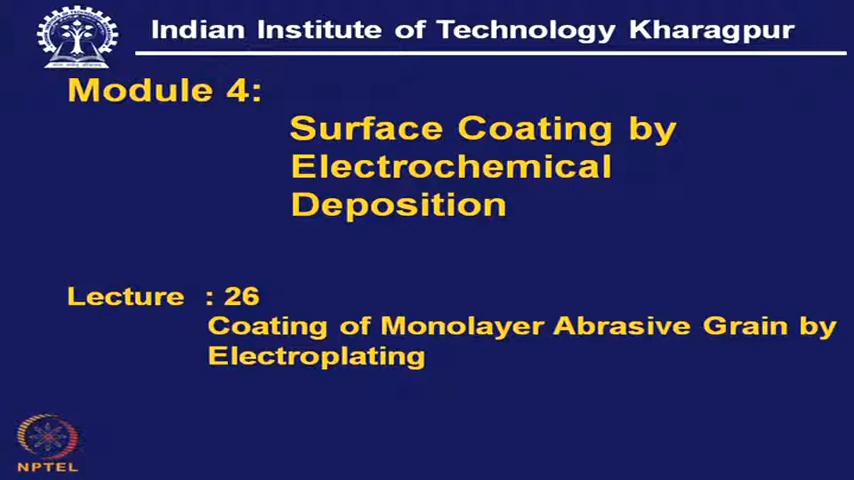 Indian Institute of Technology Kharagpur
Module 4:
Surface Coating by
Electrochemical
Deposition
Lecture : 26
Coating of Monolayer Abrasive Grain by
Electroplating
NPTEL